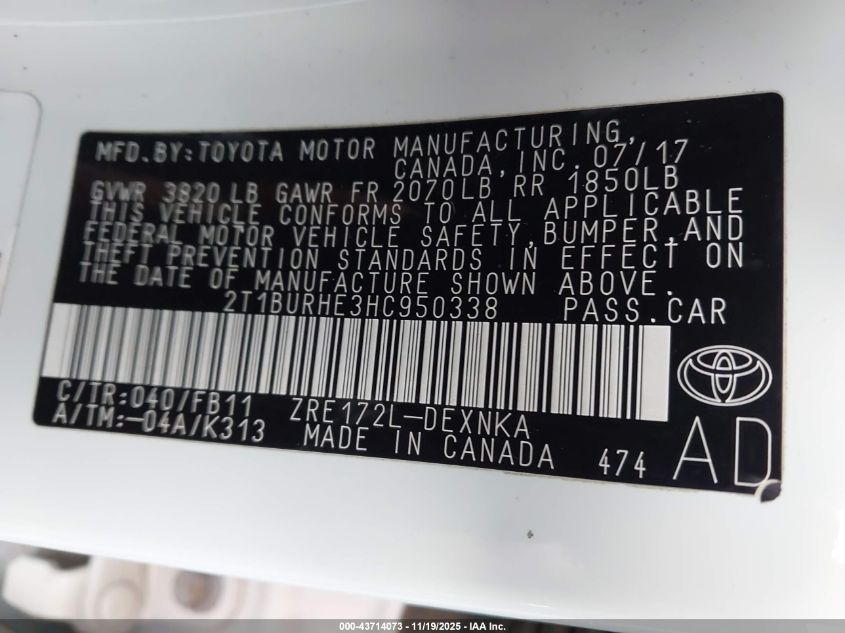 MFD.BY:TOYOTA MOTOR MANUFACTURING,
CANADA,INC. 07/17
GVWR 3820 LB GAWR FR 2070LB RR 1850LB
THIS VEHICLE CONFORMS TO ALL APPLICABLE
FEDERAL MOTOR VEHICLE SAFETY,BUMPER,AND
THEFT PREVENTION STANDARDS IN EFFECT ON
THE DATE OF MANUFACTURE SHOWN ABOVE.
2T1BURHE3HC950338 PASS.CAR
C/TR:040/FB11 ZRE172L-DEXNKA
A/TM:-04A/K313 MADE IN CANADA 474 AD
000-43714073 — 11/19/2025 — IAA Inc.